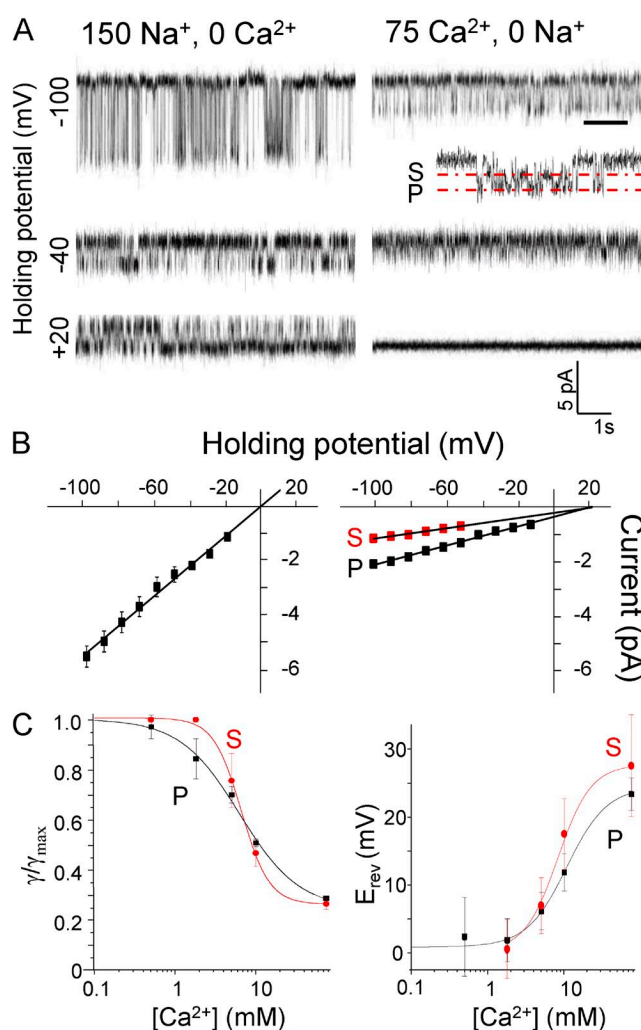 A
150 Na⁺, 0 Ca²⁺
75 Ca²⁺, 0 Na⁺
Holding potential (mV)
-100
S
P
-40
+20
5 pA
1s
B
Holding potential (mV)
-100 -60 -20 20
-100 -60 -20 20
-2
-4
-6
S
P
-2
-4
-6
Current (pA)
C
1.0
0.8
0.6
0.4
0.2
0.0
γ/γmax
S
P
0.1 1 10
[Ca²⁺] (mM)
30
20
10
0
Erev (mV)
S
P
0.1 1 10
[Ca²⁺] (mM)